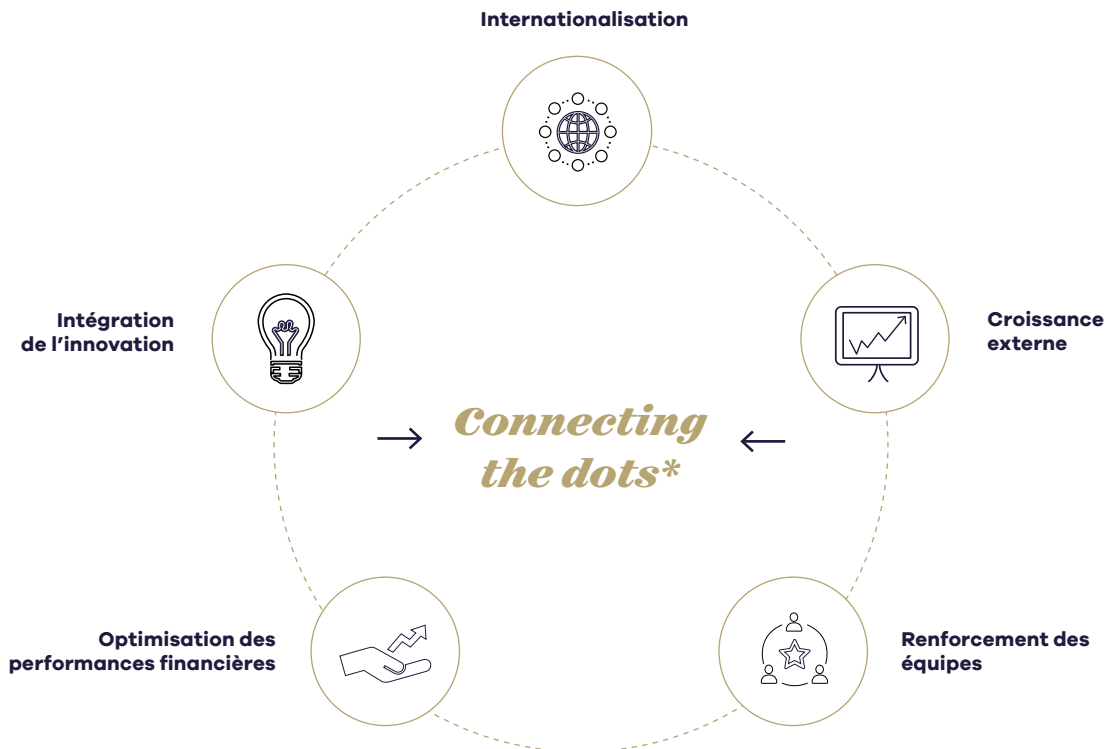 Internationalisation
Intégration
de l’innovation
Croissance
externe
Connecting
the dots*
Optimisation des
performances financières
Renforcement des
équipes